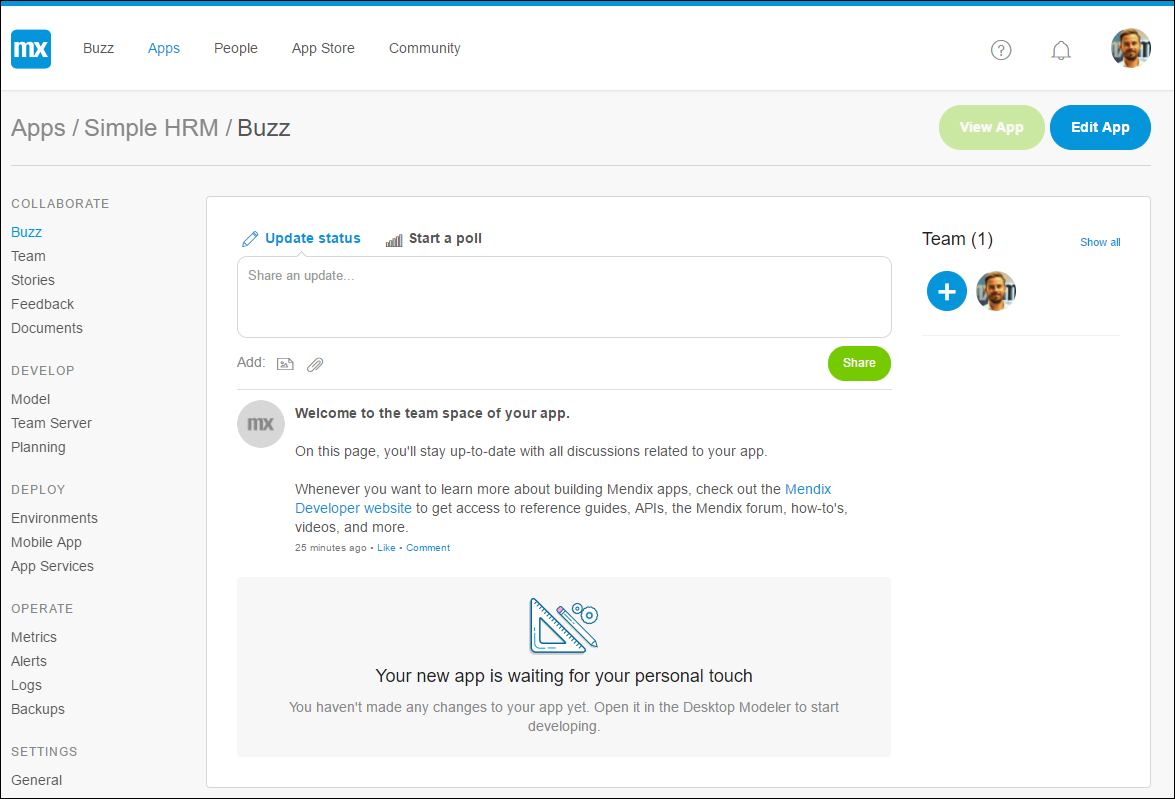 mx
Buzz
Apps
People
App Store
Community
?
Apps / Simple HRM / Buzz
View App
Edit App
COLLABORATE
Buzz
Team
Stories
Feedback
Documents
DEVELOP
Model
Team Server
Planning
DEPLOY
Environments
Mobile App
App Services
OPERATE
Metrics
Alerts
Logs
Backups
SETTINGS
General
Update status
Start a poll
Share an update...
Add:
Share
mx
Welcome to the team space of your app.
On this page, you'll stay up-to-date with all discussions related to your app.
Whenever you want to learn more about building Mendix apps, check out the Mendix
Developer website to get access to reference guides, APIs, the Mendix forum, how-to's,
videos, and more.
25 minutes ago • Like • Comment
Your new app is waiting for your personal touch
You haven't made any changes to your app yet. Open it in the Desktop Modeler to start
developing.
Team (1)
Show all